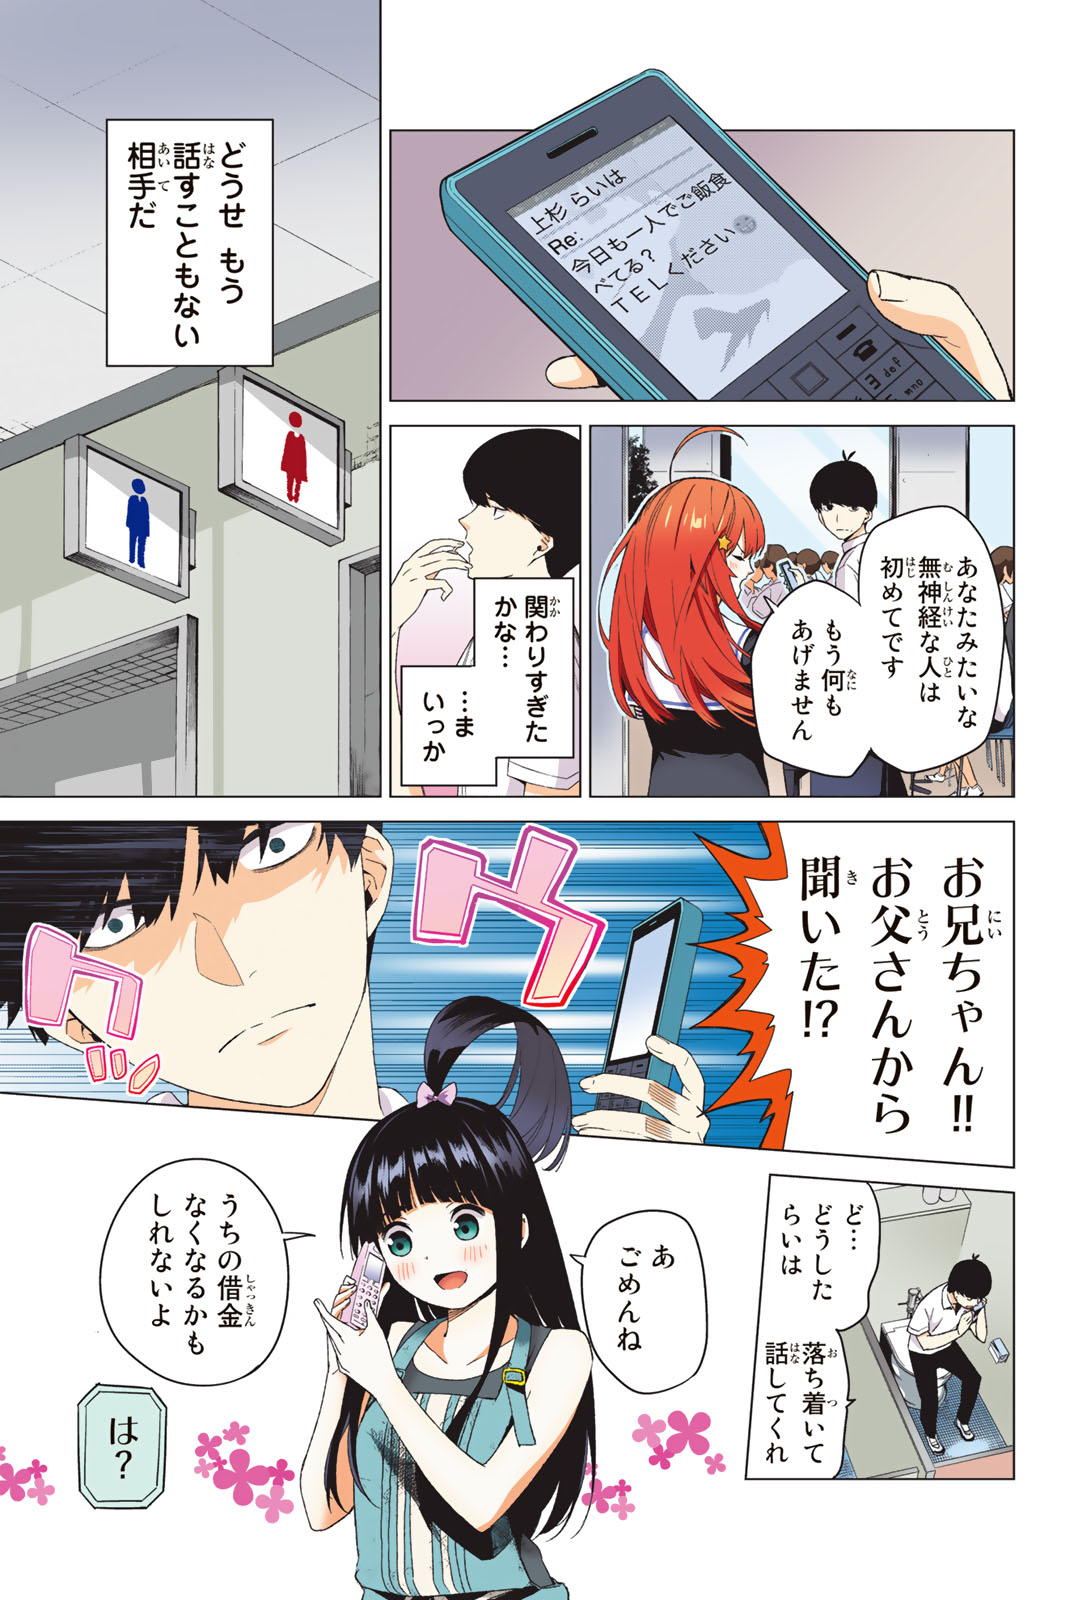 上杉 らいは
Re:
今日も一人でご飯食
べてる?
TELください
def
mno
あなたみたいな
無神経な人は
初めてです
もう何も
あげません
関わりすぎた
かな…
…ま
いっか
どうせ もう
話すこともない
相手だ
お兄ちゃん!!
お父さんから
聞いた!?
ど…
どうした
らいは
落ち着いて
話してくれ
あ
ごめんね
うちの借金
なくなるかも
しれないよ
は?